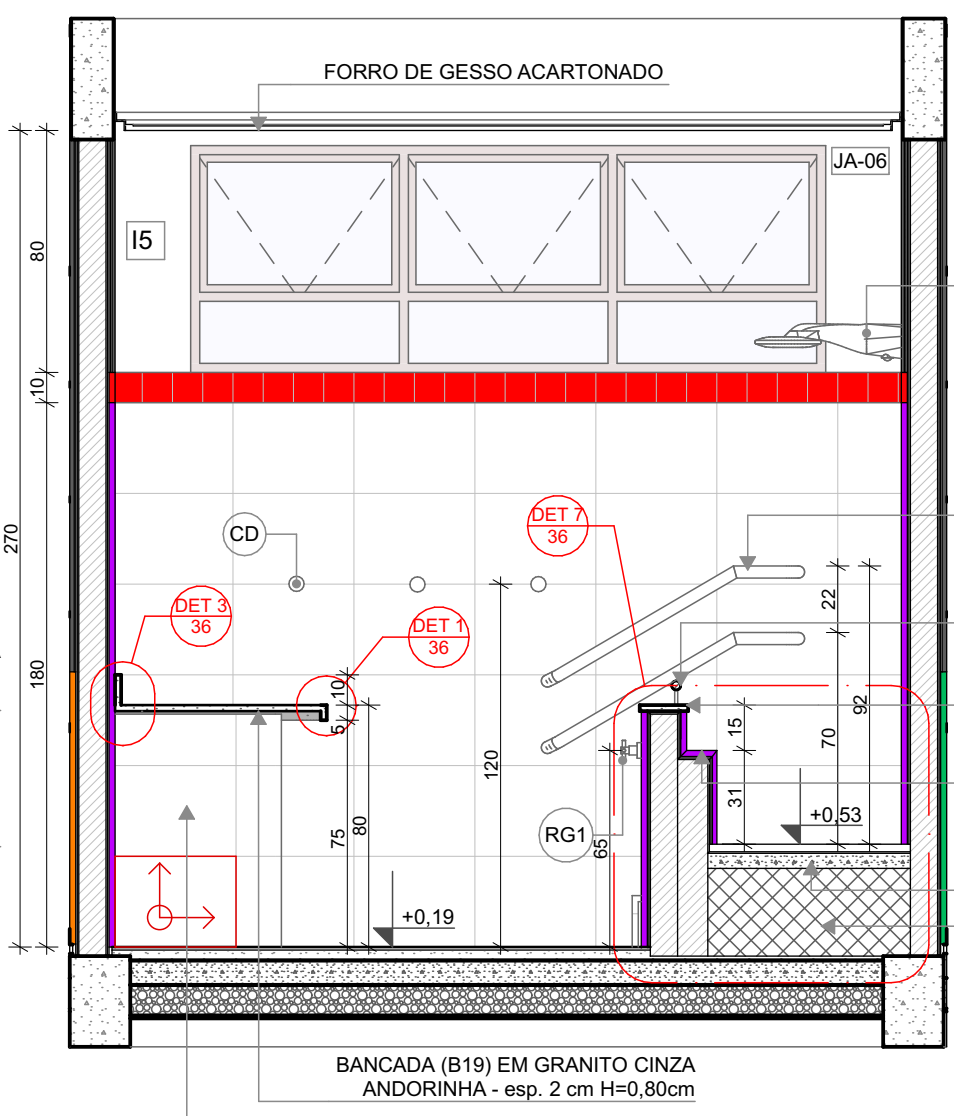 FORRO DE GESSO ACARTONADO
JA-06
I5
80
10
270
180
CD
DET 7
36
DET 3
36
DET 1
36
22
10
5
92
15
70
120
31
75
80
RG1
65
+0,53
+0,19
BANCADA (B19) EM GRANITO CINZA
ANDORINHA - esp. 2 cm H=0,80cm